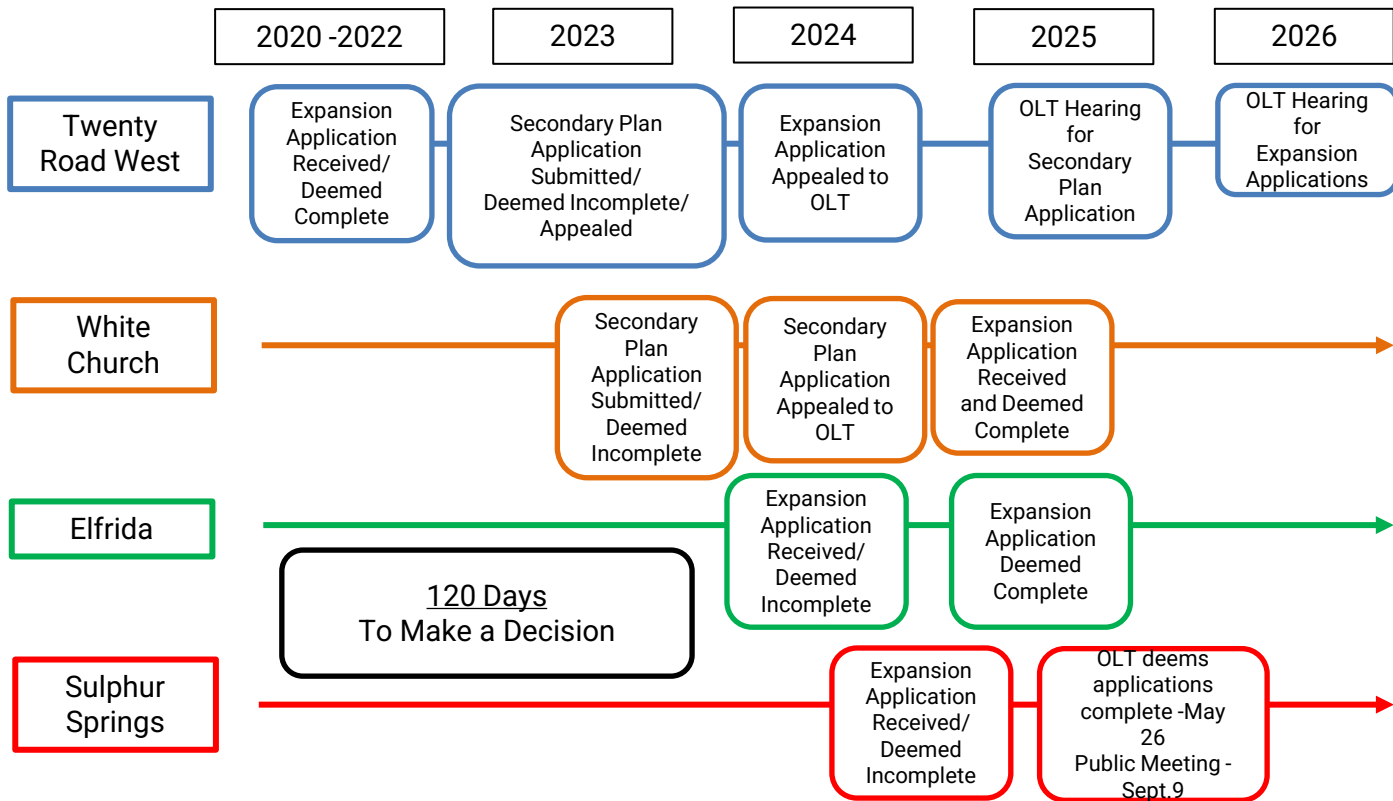 2020 -2022
2023
2024
2025
2026
Twenty
Road West
Expansion
Application
Received/
Deemed
Complete
Secondary Plan
Application
Submitted/
Deemed Incomplete/
Appealed
Expansion
Application
Appealed to
OLT
OLT Hearing
for
Secondary
Plan
Application
OLT Hearing
for
Expansion
Applications
White
Church
Secondary
Plan
Application
Submitted/
Deemed
Incomplete
Secondary
Plan
Application
Appealed to
OLT
Expansion
Application
Received
and Deemed
Complete
Elfrida
Expansion
Application
Received/
Deemed
Incomplete
Expansion
Application
Deemed
Complete
120 Days
To Make a Decision
Sulphur
Springs
Expansion
Application
Received/
Deemed
Incomplete
OLT deems
applications
complete -May
26
Public Meeting -
Sept.9